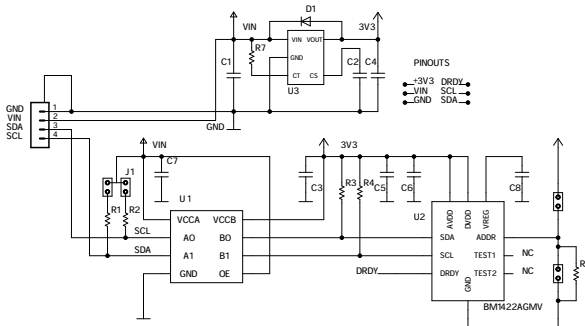 D1
VIN
3V3
C1
R7
VIN VOUT
GND
CT CS
U3
C2
C4
PINOUTS
+3V3 DRDY
VIN SCL
GND SDA
GND 1
VIN 2
SDA 3
SCL 4
GND
VIN
3V3
J1
C7
U1
R1
R2
VCCA VCCB
A0 B0
A1 B1
GND OE
SCL
SDA
C3
R3
R4
C5
C6
U2
C8
AVDD
DVDD
VREG
SDA ADDR
SCL TEST1 NC
DRDY DRDY TEST2 NC
GND
BM1422AGMV
R